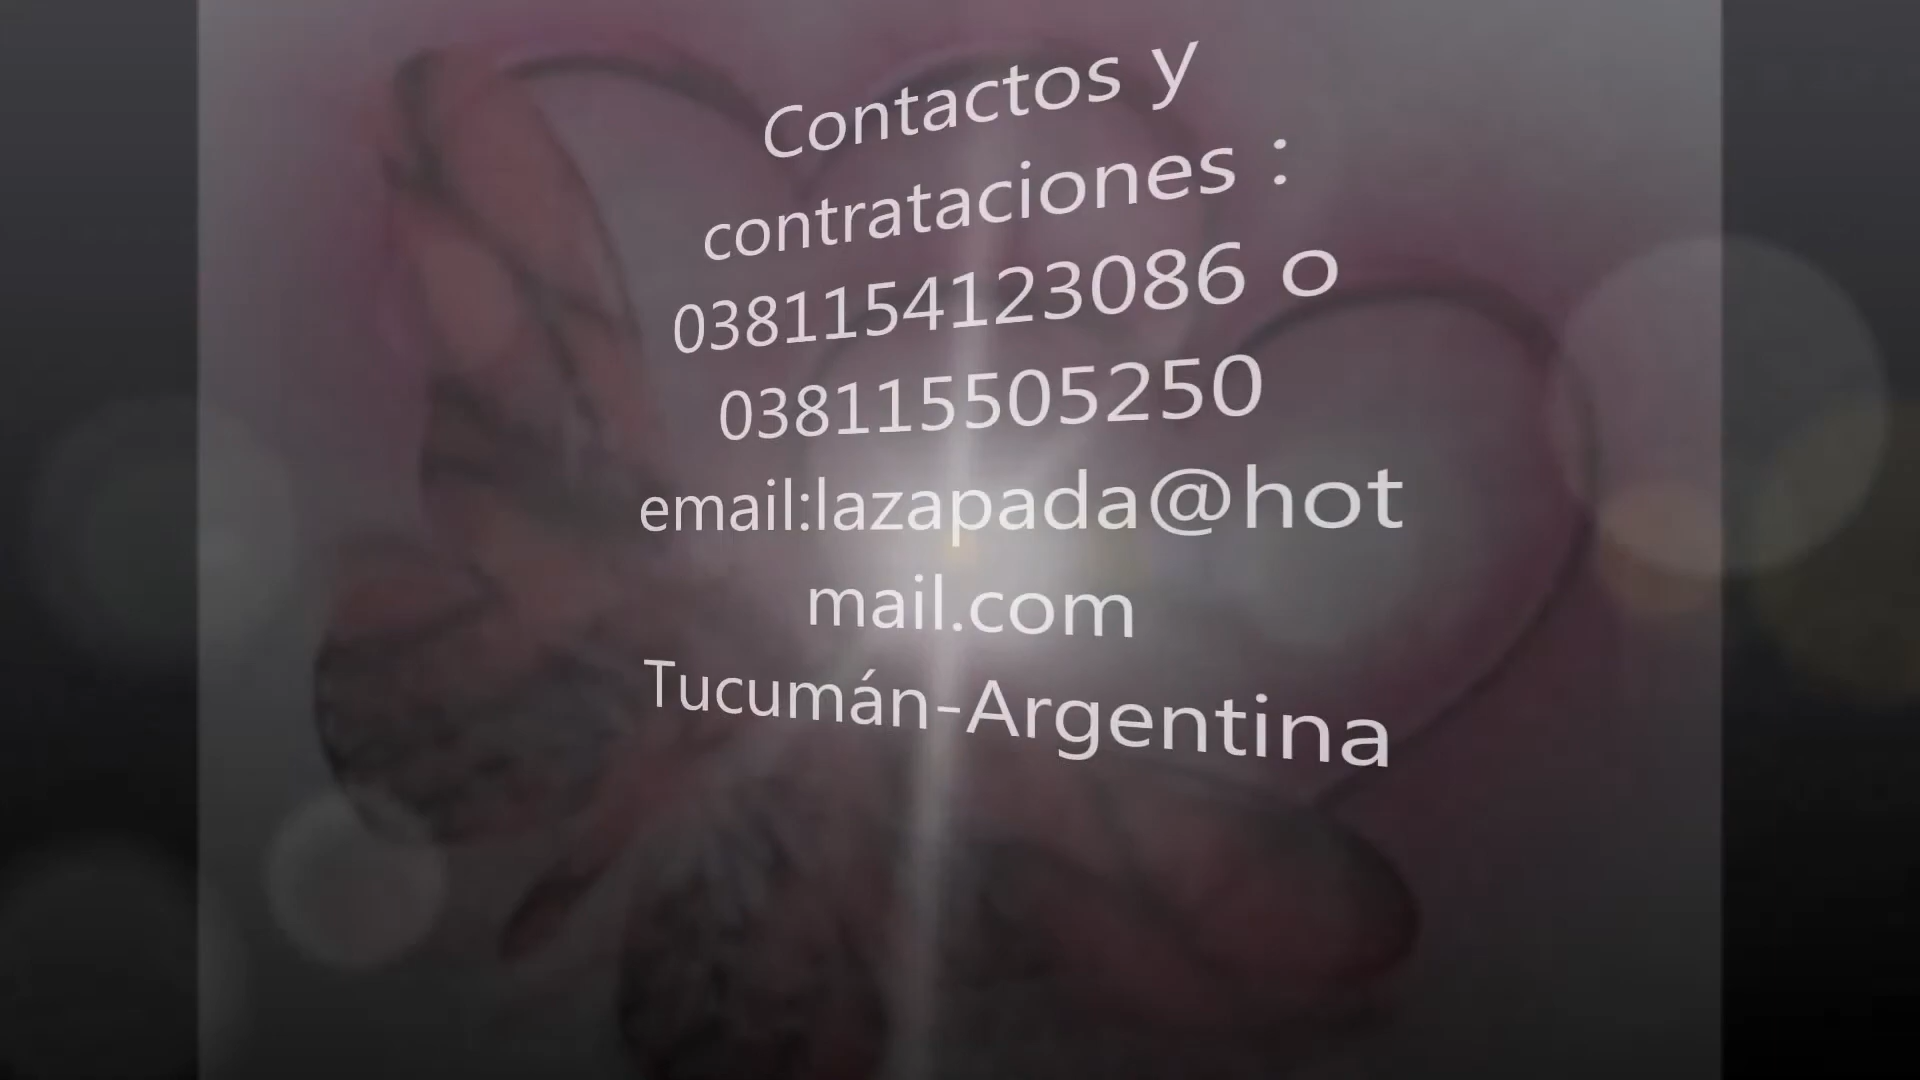 Contactos y
contrataciones :
0381154123086 o
038115505250
email:lazapada@hot
mail.com
Tucumán-Argentina